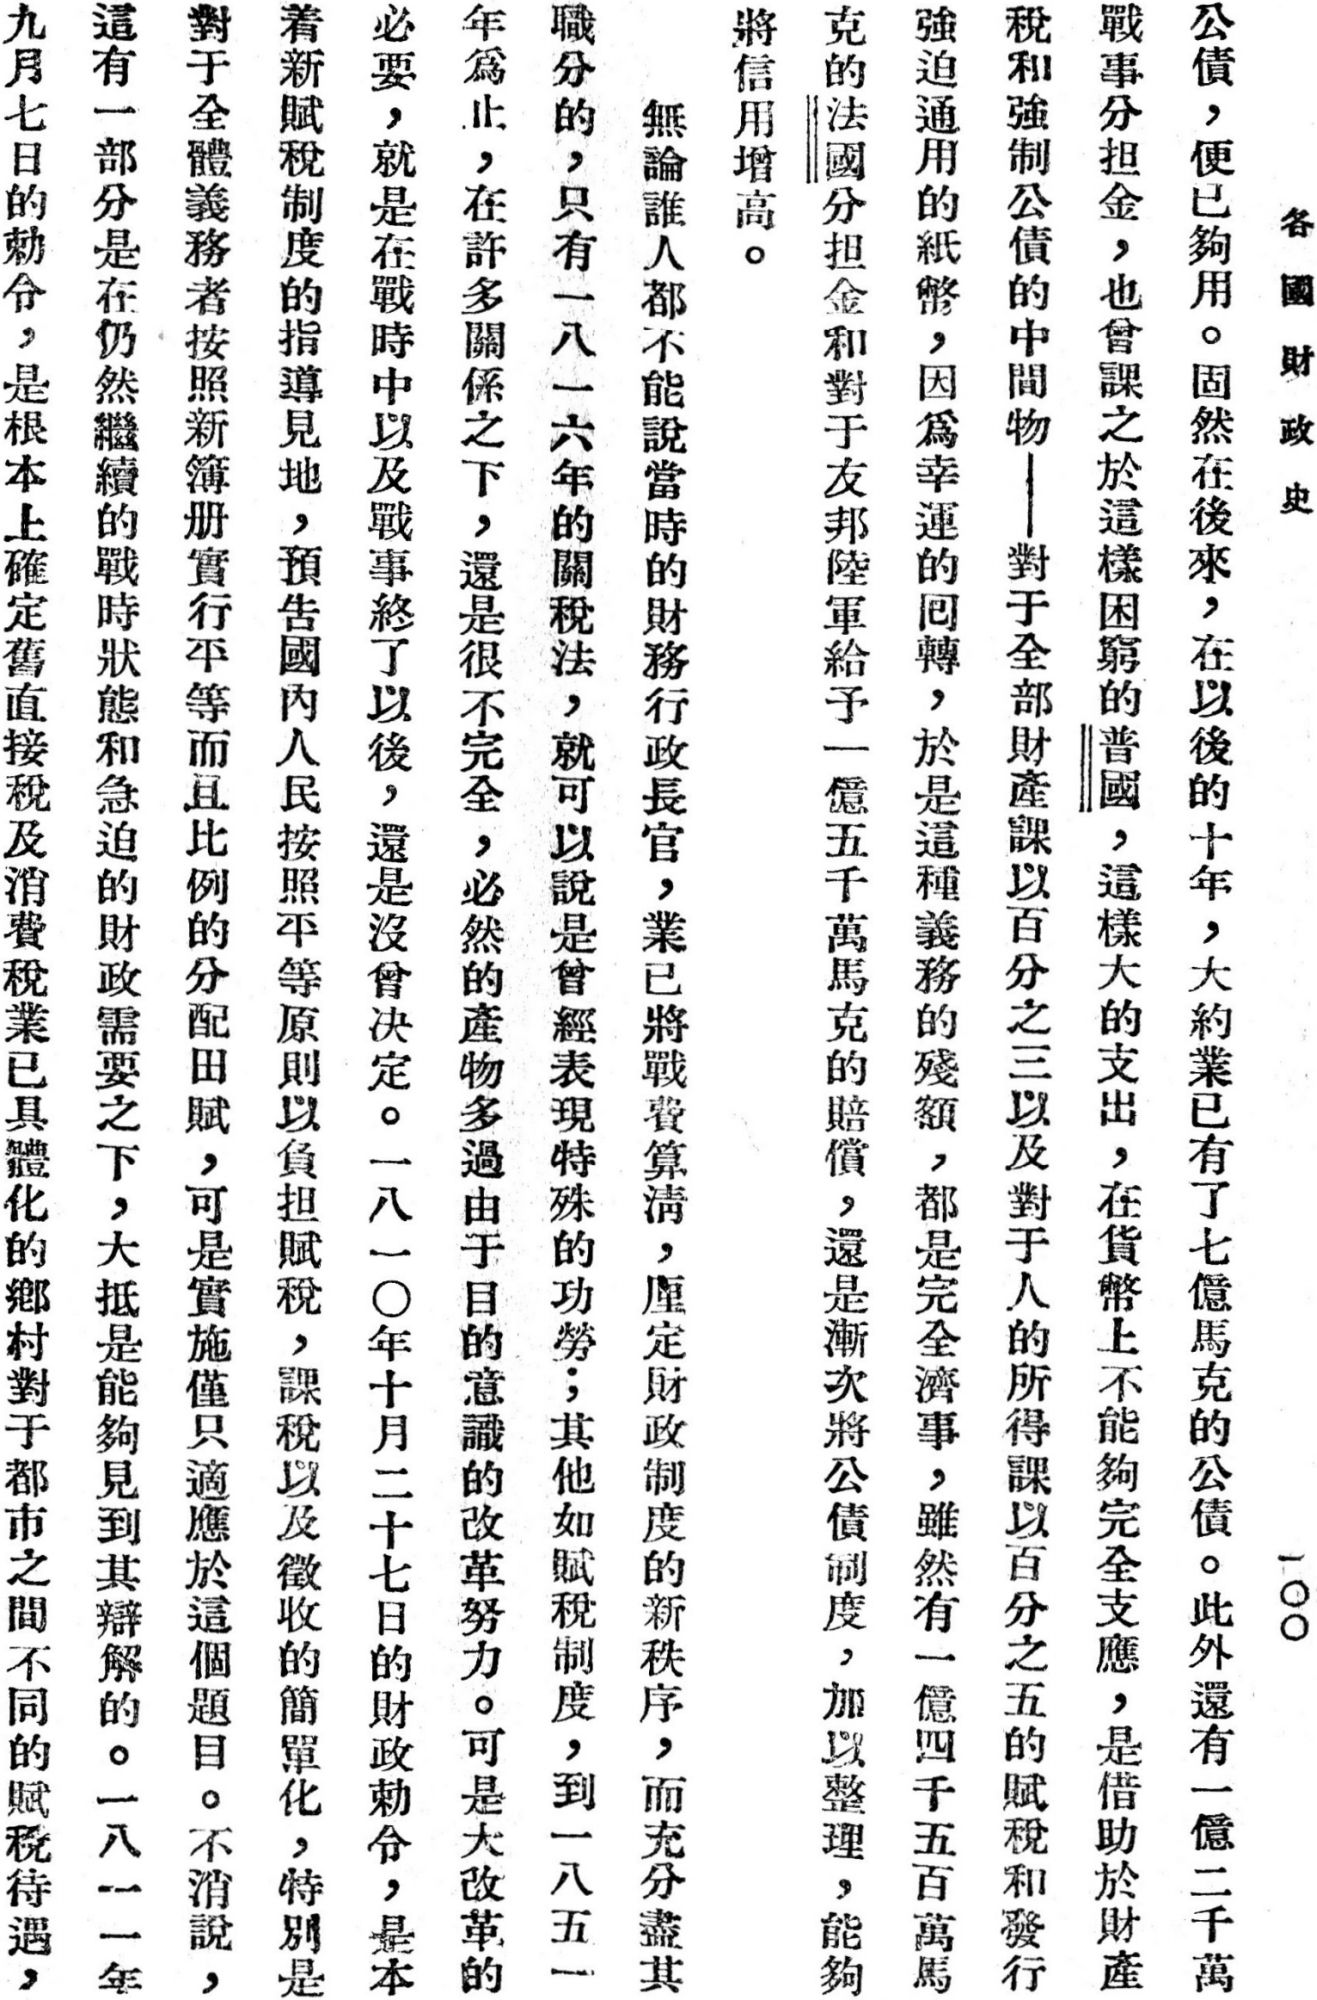 各國財政史
一〇〇
公債，便已夠用。固然在後來，在以後的十年，大約業已有了七億馬克的公債。此外還有一億二千萬
戰事分担金，也曾課之於這樣困窮的普國，這樣大的支出，在貨幣上不能夠完全支應，是借助於財產
稅和強制公債的中間物——對于全部財產課以百分之三以及對于人的所得課以百分之五的賦稅和發行
強迫通用的紙幣，因爲幸運的囘轉，於是這種義務的殘額，都是完全濟事，雖然有一億四千五百萬馬
克的法國分担金和對于友邦陸軍給予一億五千萬馬克的賠償，還是漸次將公債制度，加以整理，能夠
將信用增高。
無論誰人都不能說當時的財務行政長官，業已將戰費算清，厘定財政制度的新秩序，而充分盡其
職分的，只有一八一六年的關稅法，就可以說是曾經表現特殊的功勞；其他如賦稅制度，到一八五一
年爲止，在許多關係之下，還是很不完全，必然的產物多過由于目的意識的改革努力。可是大改革的
必要，就是在戰時中以及戰事終了以後，還是沒曾決定。一八一〇年十月二十七日的財政勅令，是本
着新賦稅制度的指導見地，預告國內人民按照平等原則以負担賦稅，課稅以及徵收的簡單化，特別是
對于全體義務者按照新簿册實行平等而且比例的分配田賦，可是實施僅只適應於這個題目。不消說，
這有一部分是在仍然繼續的戰時狀態和急迫的財政需要之下，大抵是能夠見到其辯解的。一八一一年
九月七日的勅令，是根本上確定舊直接稅及消費稅業已具體化的鄉村對于都市之間不同的賦稅待遇，